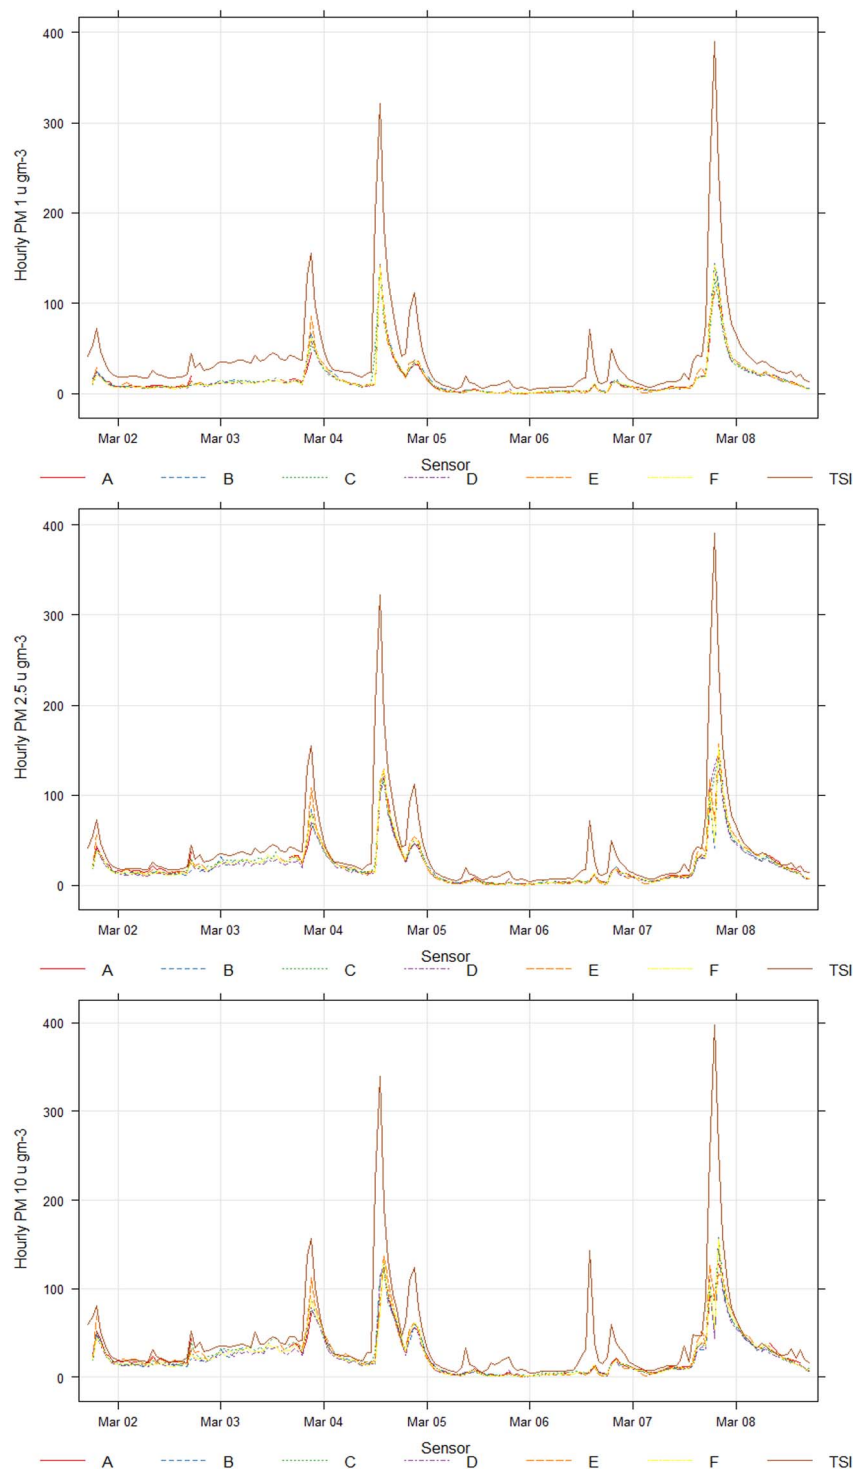 400
300
200
100
0
Hourly PM 1 u gm-3
Mar 02 Mar 03 Mar 04 Mar 05 Mar 06 Mar 07 Mar 08
Sensor
A B C D E F TSI
400
300
200
100
0
Hourly PM 2.5 u gm-3
Mar 02 Mar 03 Mar 04 Mar 05 Mar 06 Mar 07 Mar 08
Sensor
A B C D E F TSI
400
300
200
100
0
Hourly PM 10 u gm-3
Mar 02 Mar 03 Mar 04 Mar 05 Mar 06 Mar 07 Mar 08
Sensor
A B C D E F TSI